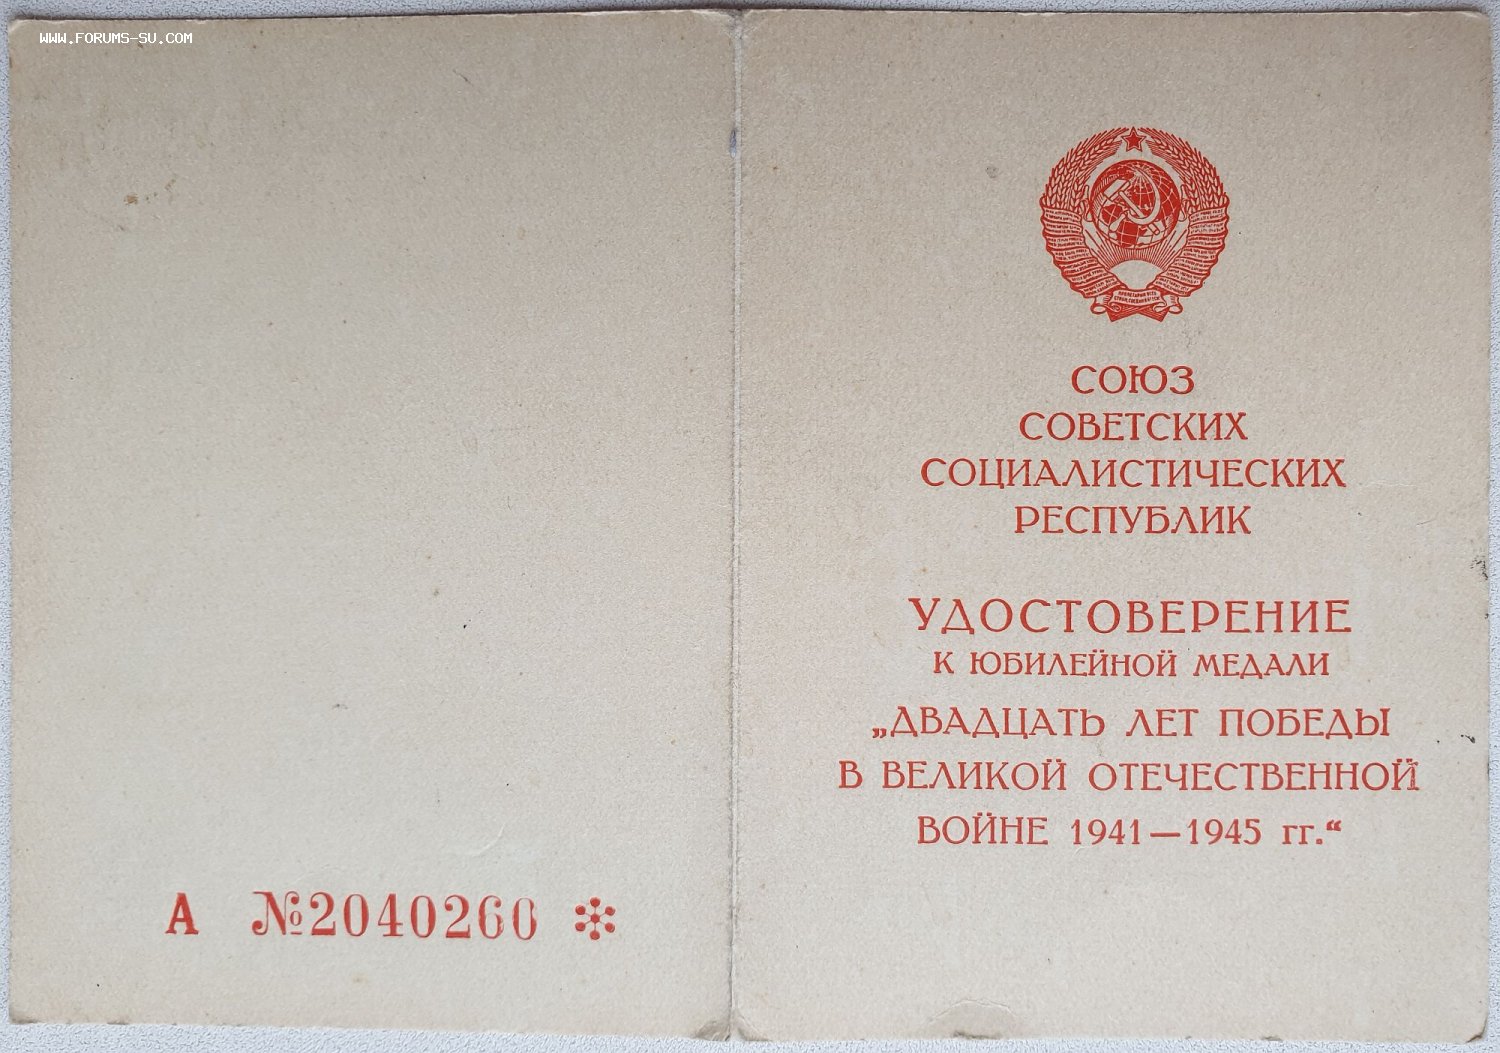 WWW.FORUMS-SU.COM
А №2040260
СОЮЗ
СОВЕТСКИХ
СОЦИАЛИСТИЧЕСКИХ
РЕСПУБЛИК
УДОСТОВЕРЕНИЕ
К ЮБИЛЕЙНОЙ МЕДАЛИ
„ДВАДЦАТЬ ЛЕТ ПОБЕДЫ
В ВЕЛИКОЙ ОТЕЧЕСТВЕННОЙ
ВОЙНЕ 1941—1945 гг.“